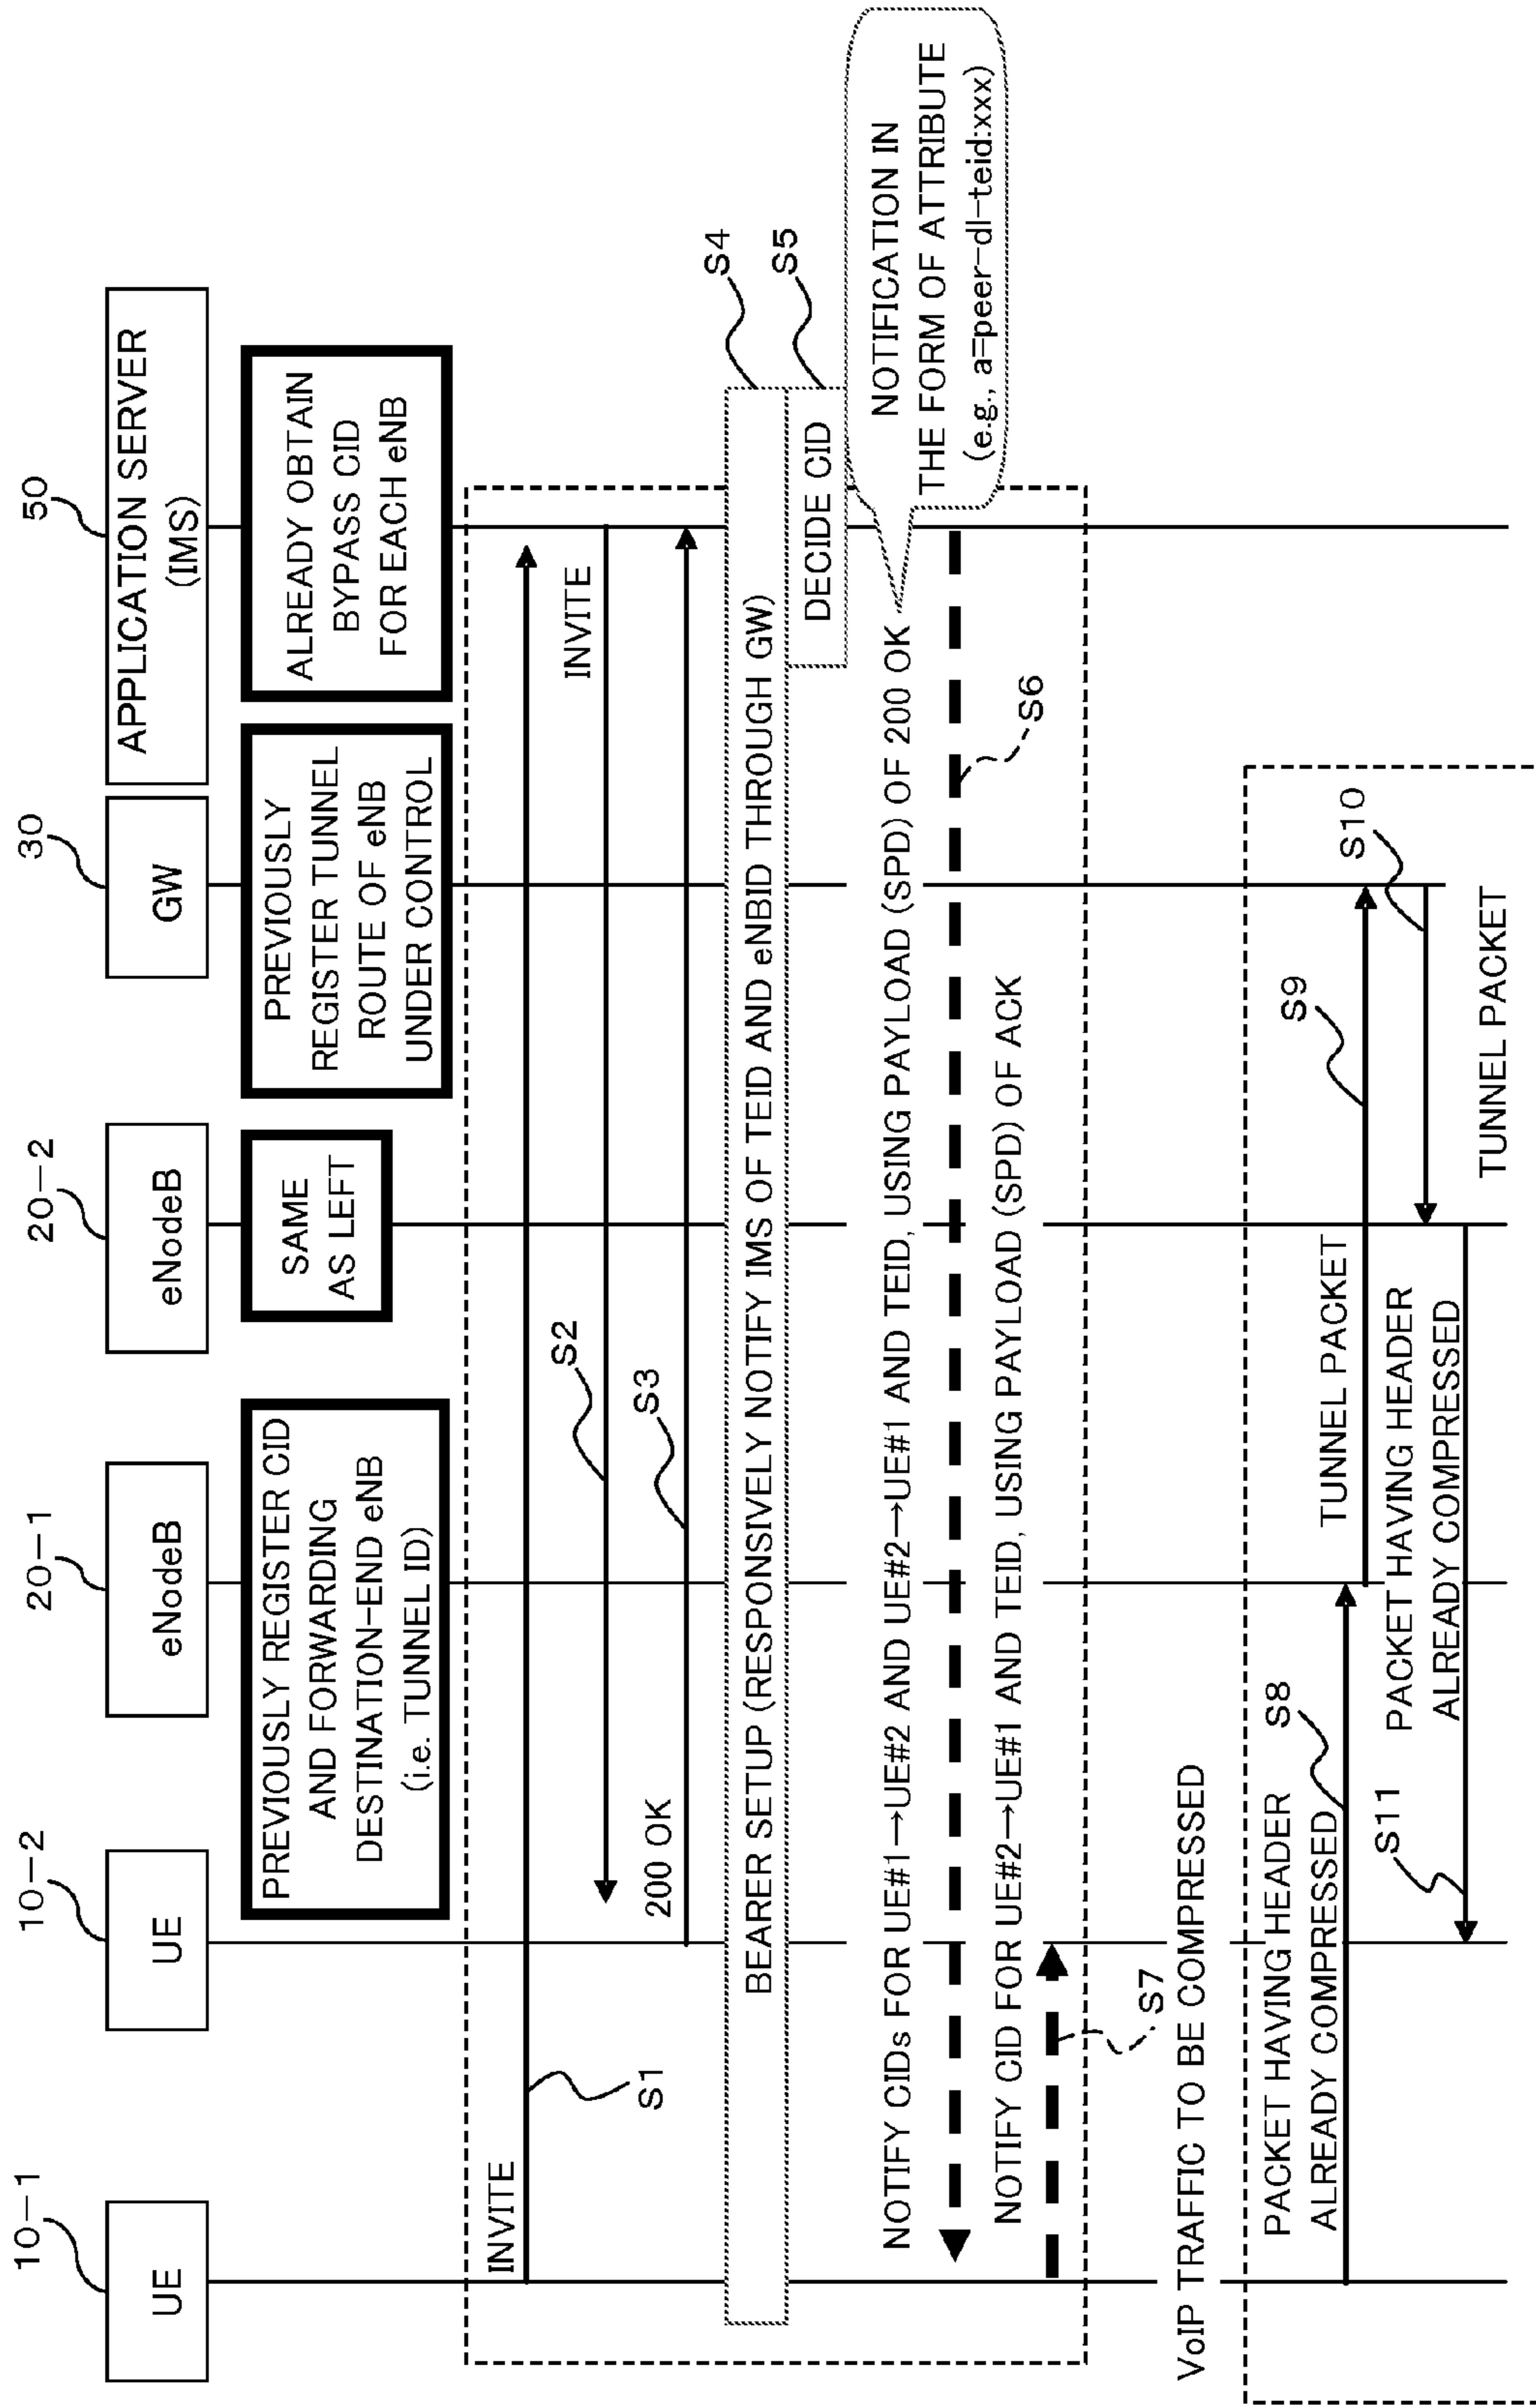 10-1
10-2
20-1
20-2
30
50
UE
UE
eNodeB
eNodeB
GW
APPLICATION SERVER
(IMS)
PREVIOUSLY REGISTER CID
AND FORWARDING
DESTINATION-END eNB
(i.e. TUNNEL ID)
SAME
AS LEFT
PREVIOUSLY
REGISTER TUNNEL
ROUTE OF eNB
UNDER CONTROL
ALREADY OBTAIN
BYPASS CID
FOR EACH eNB
INVITE
S1
INVITE
S2
200 OK
S3
S4
BEARER SETUP (RESPONSIVELY NOTIFY IMS OF TEID AND eNBID THROUGH GW)
S5
DECIDE CID
NOTIFICATION IN
THE FORM OF ATTRIBUTE
(e.g., a=peer-dl-teid:xxx)
NOTIFY CIDs FOR UE#1→UE#2 AND UE#2→UE#1 AND TEID, USING PAYLOAD (SPD) OF 200 OK
S6
NOTIFY CID FOR UE#2→UE#1 AND TEID, USING PAYLOAD (SPD) OF ACK
S7
VoIP TRAFFIC TO BE COMPRESSED
PACKET HAVING HEADER
ALREADY COMPRESSED
S8
TUNNEL PACKET
S9
S10
TUNNEL PACKET
PACKET HAVING HEADER
ALREADY COMPRESSED
S11